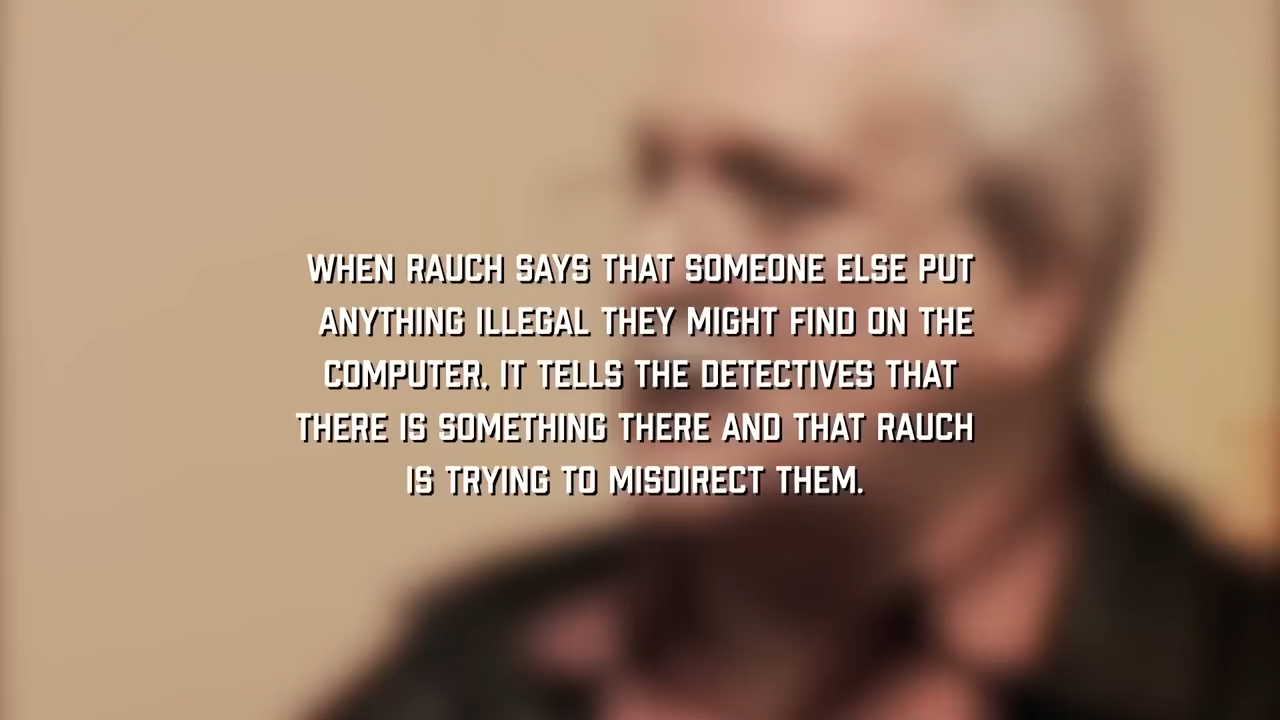 WHEN RAUCH SAYS THAT SOMEONE ELSE PUT
ANYTHING ILLEGAL THEY MIGHT FIND ON THE
COMPUTER, IT TELLS THE DETECTIVES THAT
THERE IS SOMETHING THERE AND THAT RAUCH
IS TRYING TO MISDIRECT THEM.